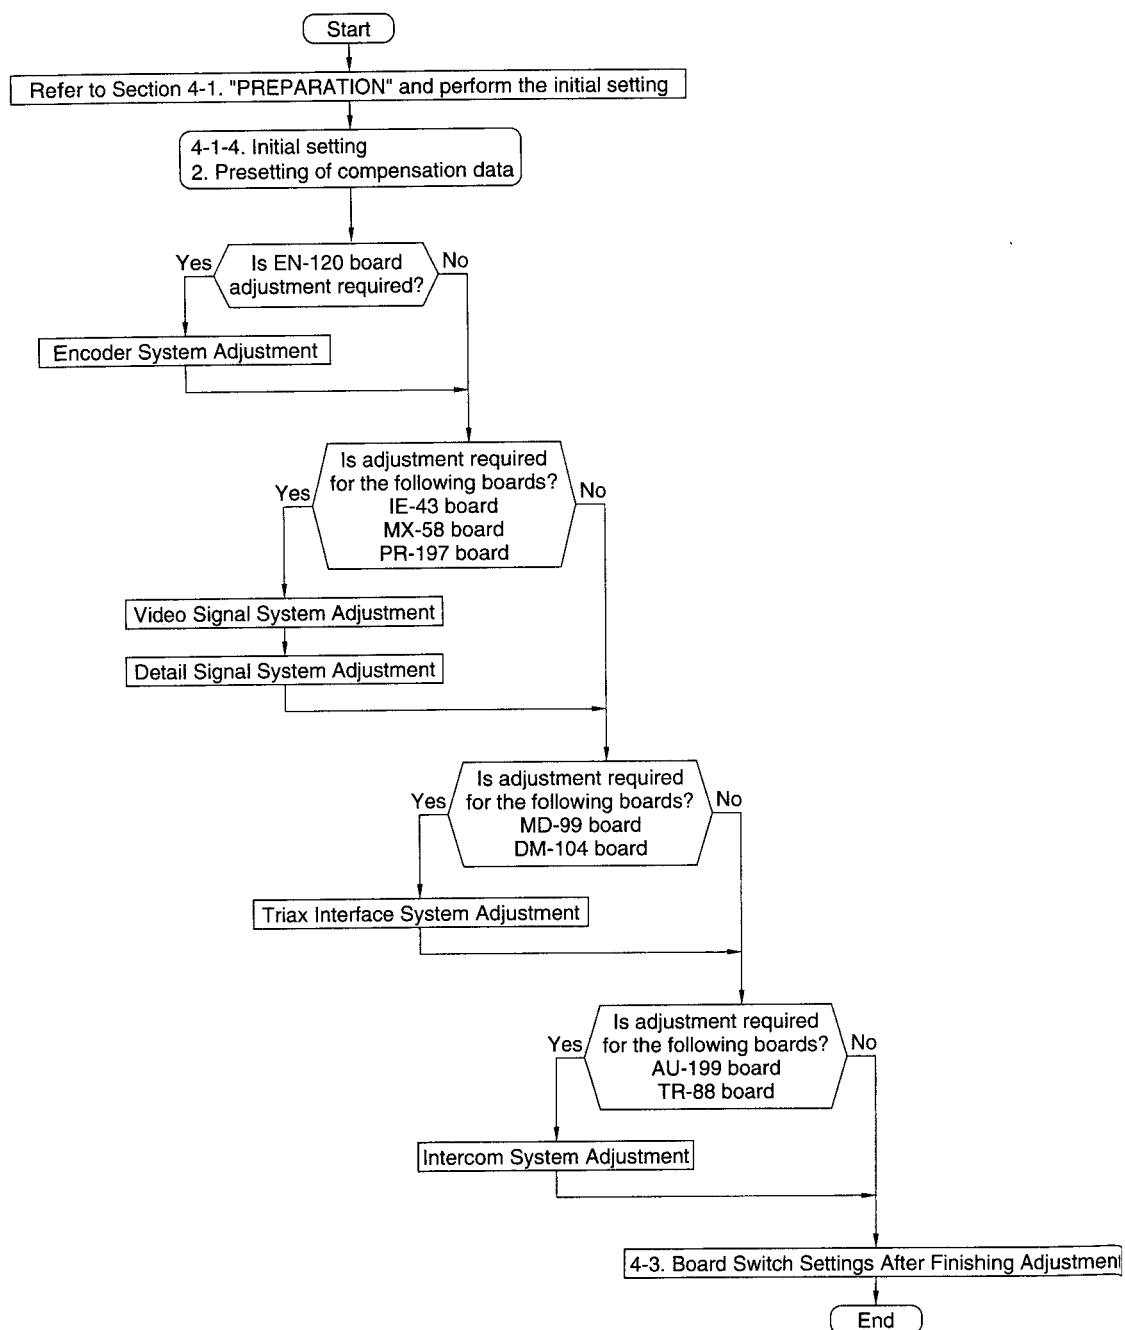 Start
Refer to Section 4-1. "PREPARATION" and perform the initial setting
4-1-4. Initial setting
2. Presetting of compensation data
Yes
Is EN-120 board
adjustment required?
No
Encoder System Adjustment
Is adjustment required
for the following boards?
IE-43 board
MX-58 board
PR-197 board
Yes
No
Video Signal System Adjustment
Detail Signal System Adjustment
Is adjustment required
for the following boards?
MD-99 board
DM-104 board
Yes
No
Triax Interface System Adjustment
Is adjustment required
for the following boards?
AU-199 board
TR-88 board
Yes
No
Intercom System Adjustment
4-3. Board Switch Settings After Finishing Adjustment
End